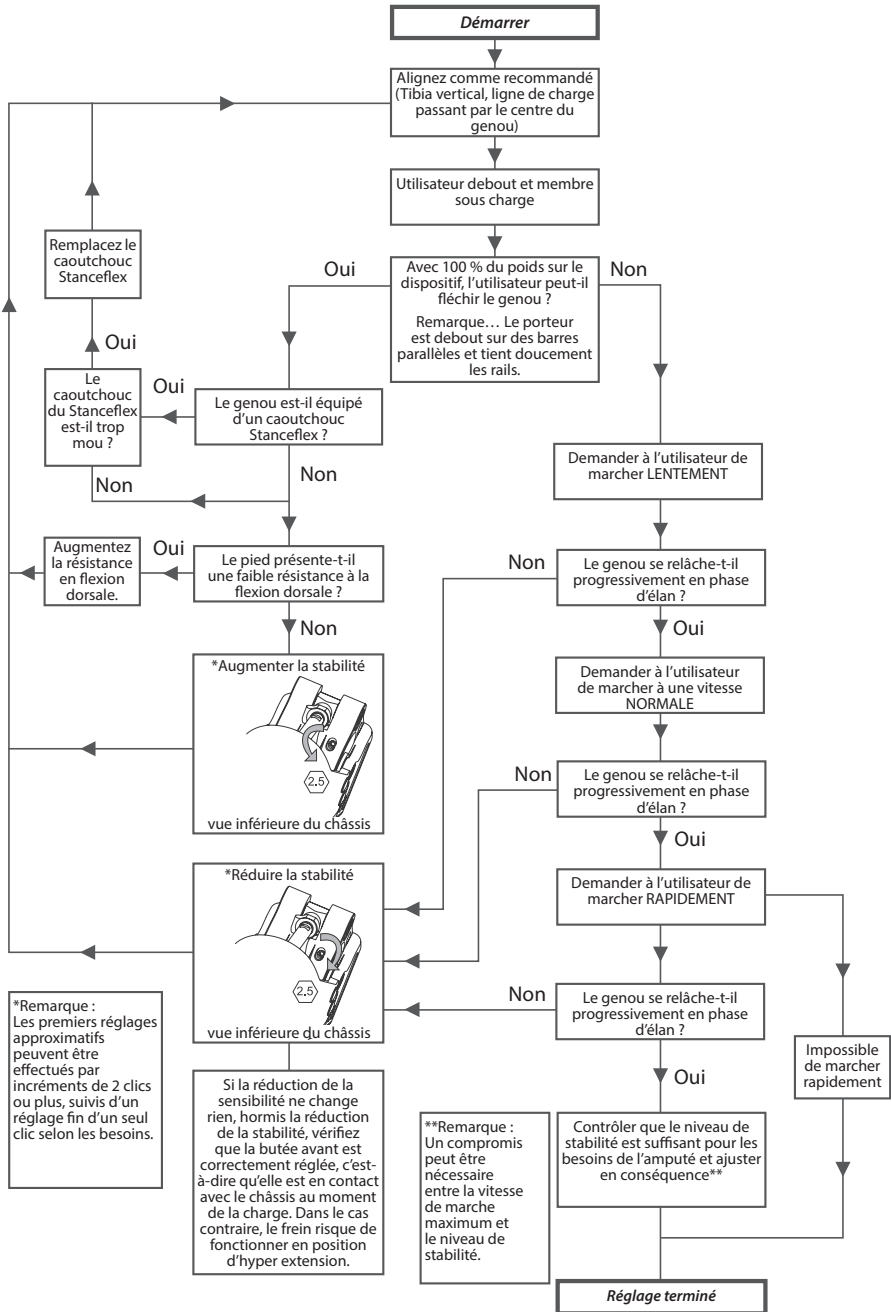 Démarrer
Alignez comme recommandé
(Tibia vertical, ligne de charge
passant par le centre du
genou)
Utilisateur debout et membre
sous charge
Avec 100 % du poids sur le
dispositif, l’utilisateur peut-il
fléchir le genou ?
Remarque… Le porteur
est debout sur des barres
parallèles et tient doucement
les rails.
Oui
Non
Remplacez le
caoutchouc
Stanceflex
Oui
Le
caoutchouc
du Stanceflex
est-il trop
mou ?
Oui
Le genou est-il équipé
d’un caoutchouc
Stanceflex ?
Non
Non
Demander à l’utilisateur de
marcher LENTEMENT
Augmentez
la résistance
en flexion
dorsale.
Oui
Le pied présente-t-il
une faible résistance à la
flexion dorsale ?
Non
Non
Le genou se relâche-t-il
progressivement en phase
d’élan ?
Oui
*Augmenter la stabilité
2.5
vue inférieure du châssis
Demander à l’utilisateur
de marcher à une vitesse
NORMALE
Non
Le genou se relâche-t-il
progressivement en phase
d’élan ?
Oui
*Réduire la stabilité
2.5
vue inférieure du châssis
Demander à l’utilisateur de
marcher RAPIDEMENT
Non
Le genou se relâche-t-il
progressivement en phase
d’élan ?
Oui
Impossible
de marcher
rapidement
*Remarque :
Les premiers réglages
approximatifs
peuvent être
effectués par
incréments de 2 clics
ou plus, suivis d’un
réglage fin d’un seul
clic selon les besoins.
Si la réduction de la
sensibilité ne change
rien, hormis la réduction
de la stabilité, vérifiez
que la butée avant est
correctement réglée, c’est-
à-dire qu’elle est en contact
avec le châssis au moment
de la charge. Dans le cas
contraire, le frein risque de
fonctionner en position
d’hyper extension.
**Remarque :
Un compromis
peut être
nécessaire
entre la vitesse
de marche
maximum et
le niveau de
stabilité.
Contrôler que le niveau de
stabilité est suffisant pour les
besoins de l’amputé et ajuster
en conséquence**
Réglage terminé